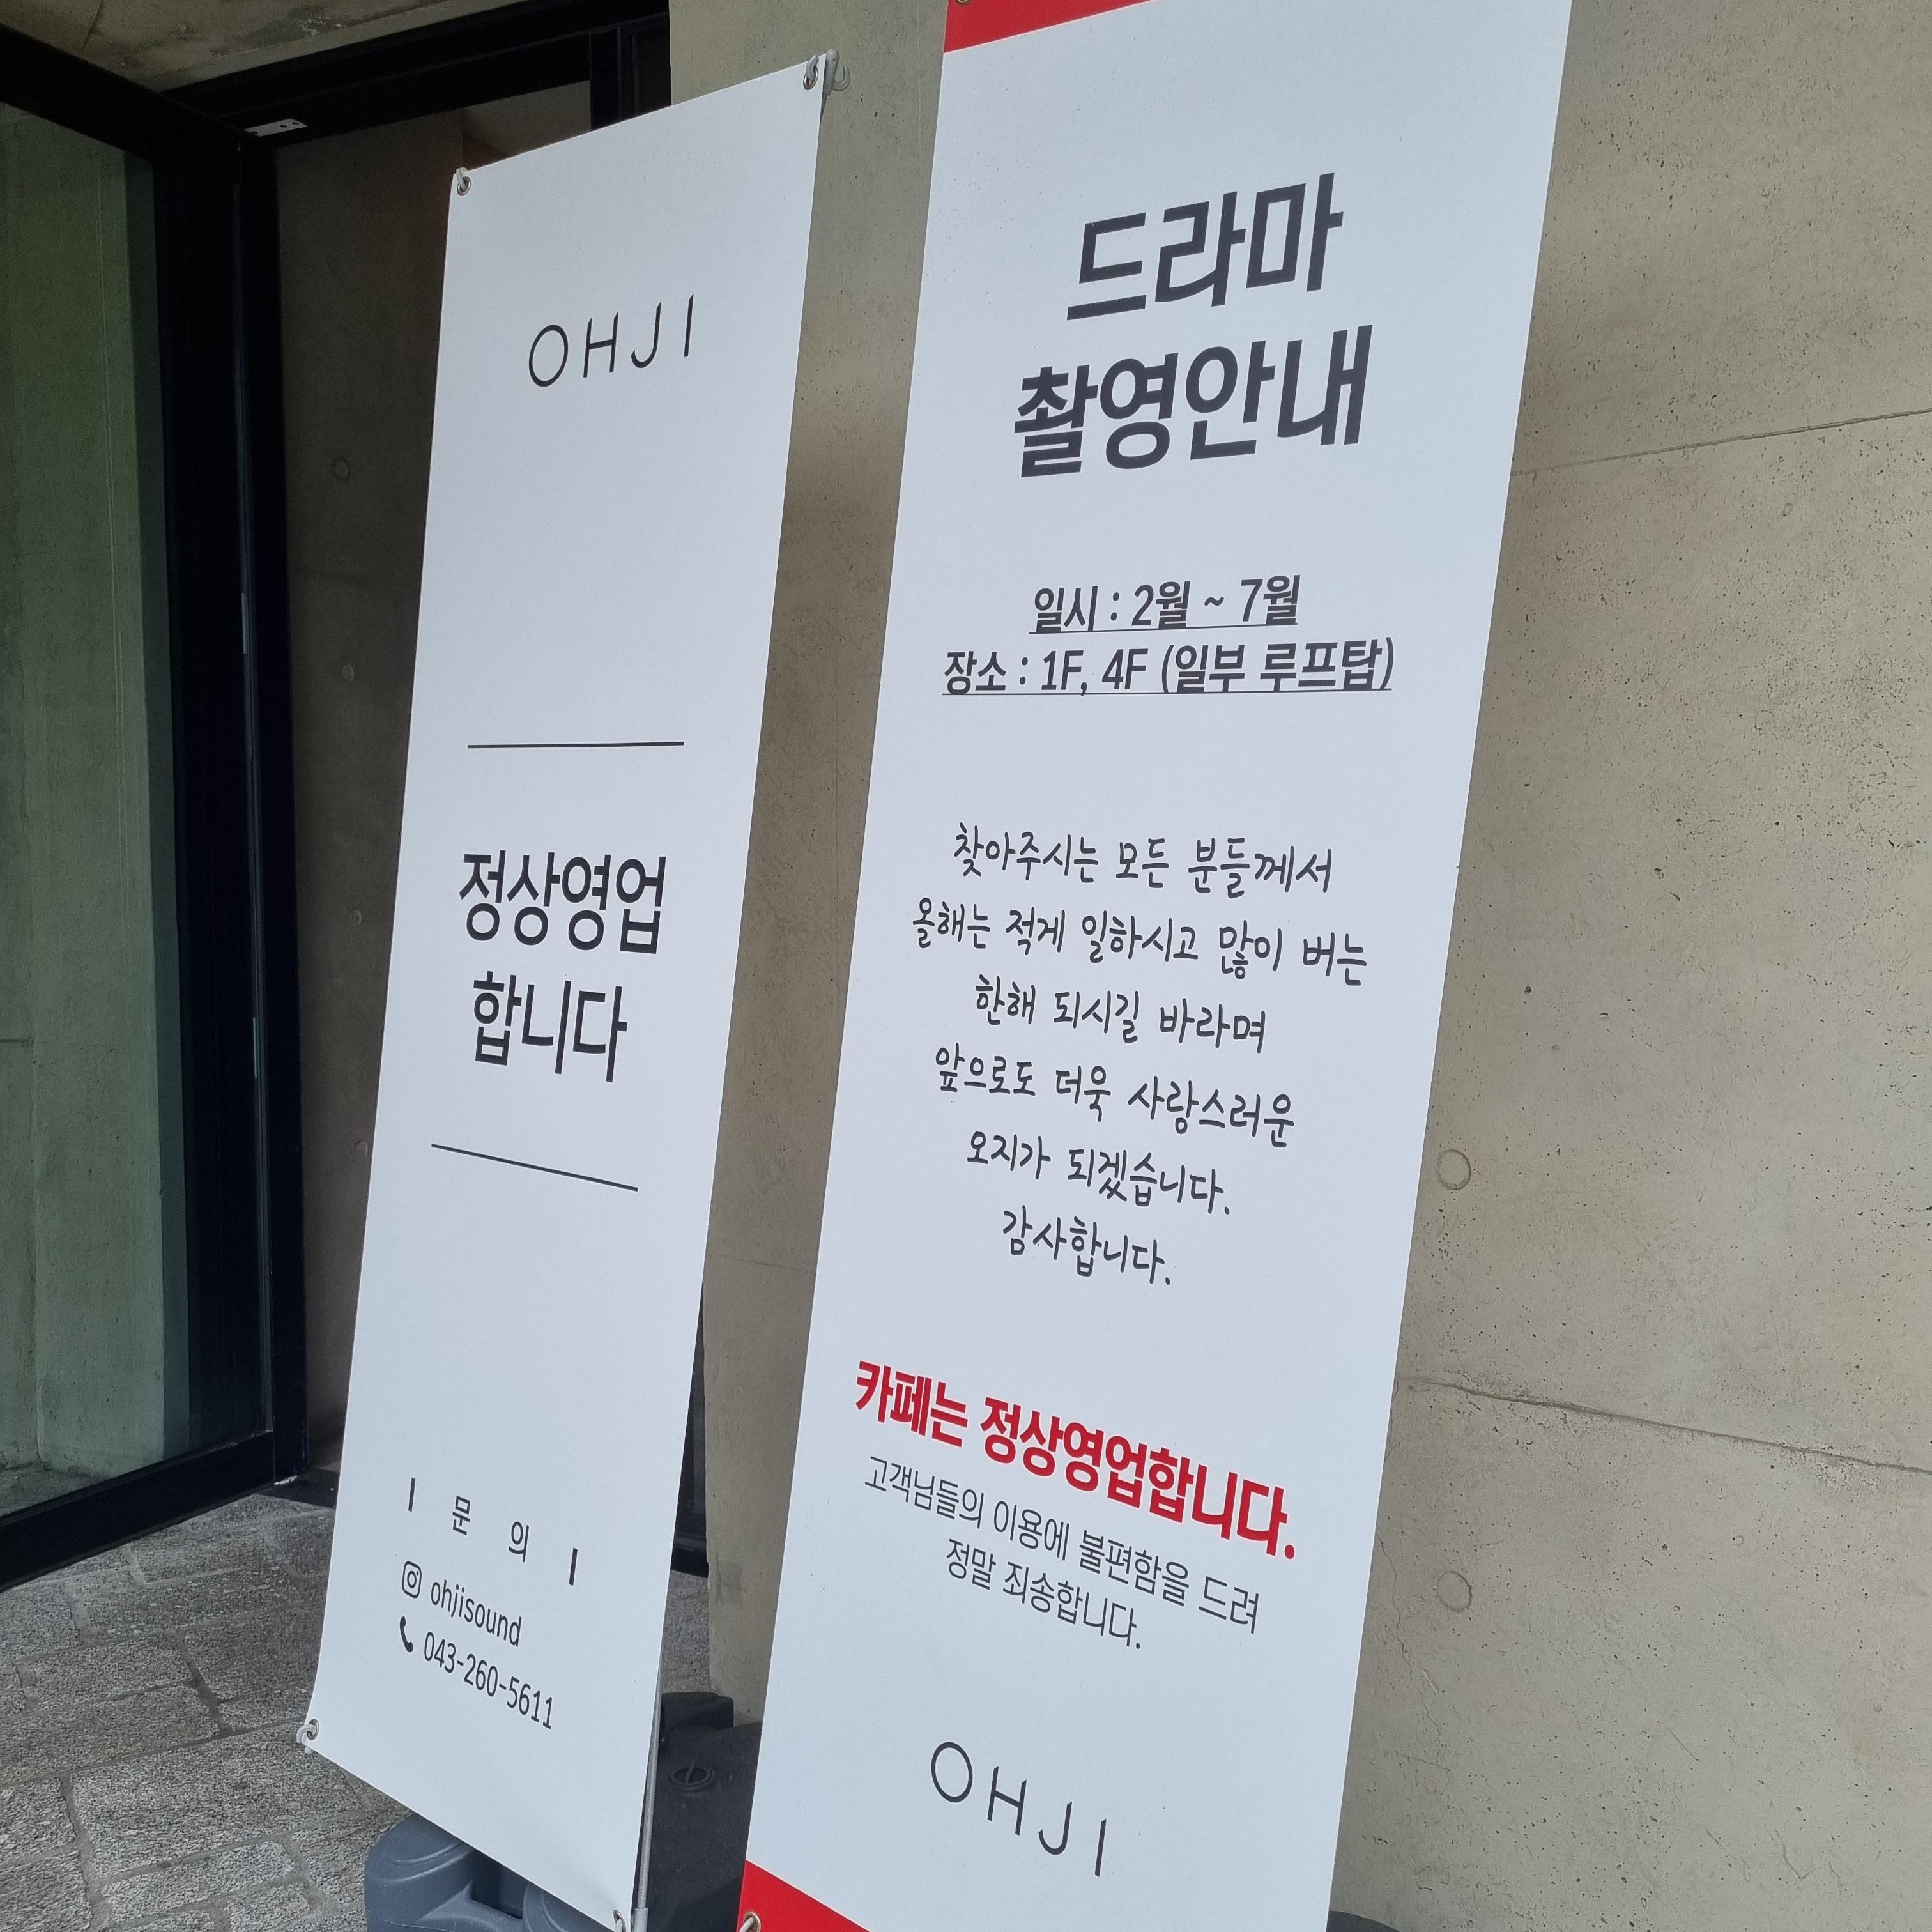 OHJI
정상영업
합니다
문 의
ohjisound
043-260-5611
드라마
촬영안내
일시 : 2월 ~ 7월
장소 : 1F, 4F (일부 루프탑)
찾아주시는 모든 분들께서
올해는 적게 일하시고 많이 버는
한해 되시길 바라며
앞으로도 더욱 사랑스러운
오지가 되겠습니다.
감사합니다.
카페는 정상영업합니다.
고객님들의 이용에 불편함을 드려
정말 죄송합니다.
OHJI